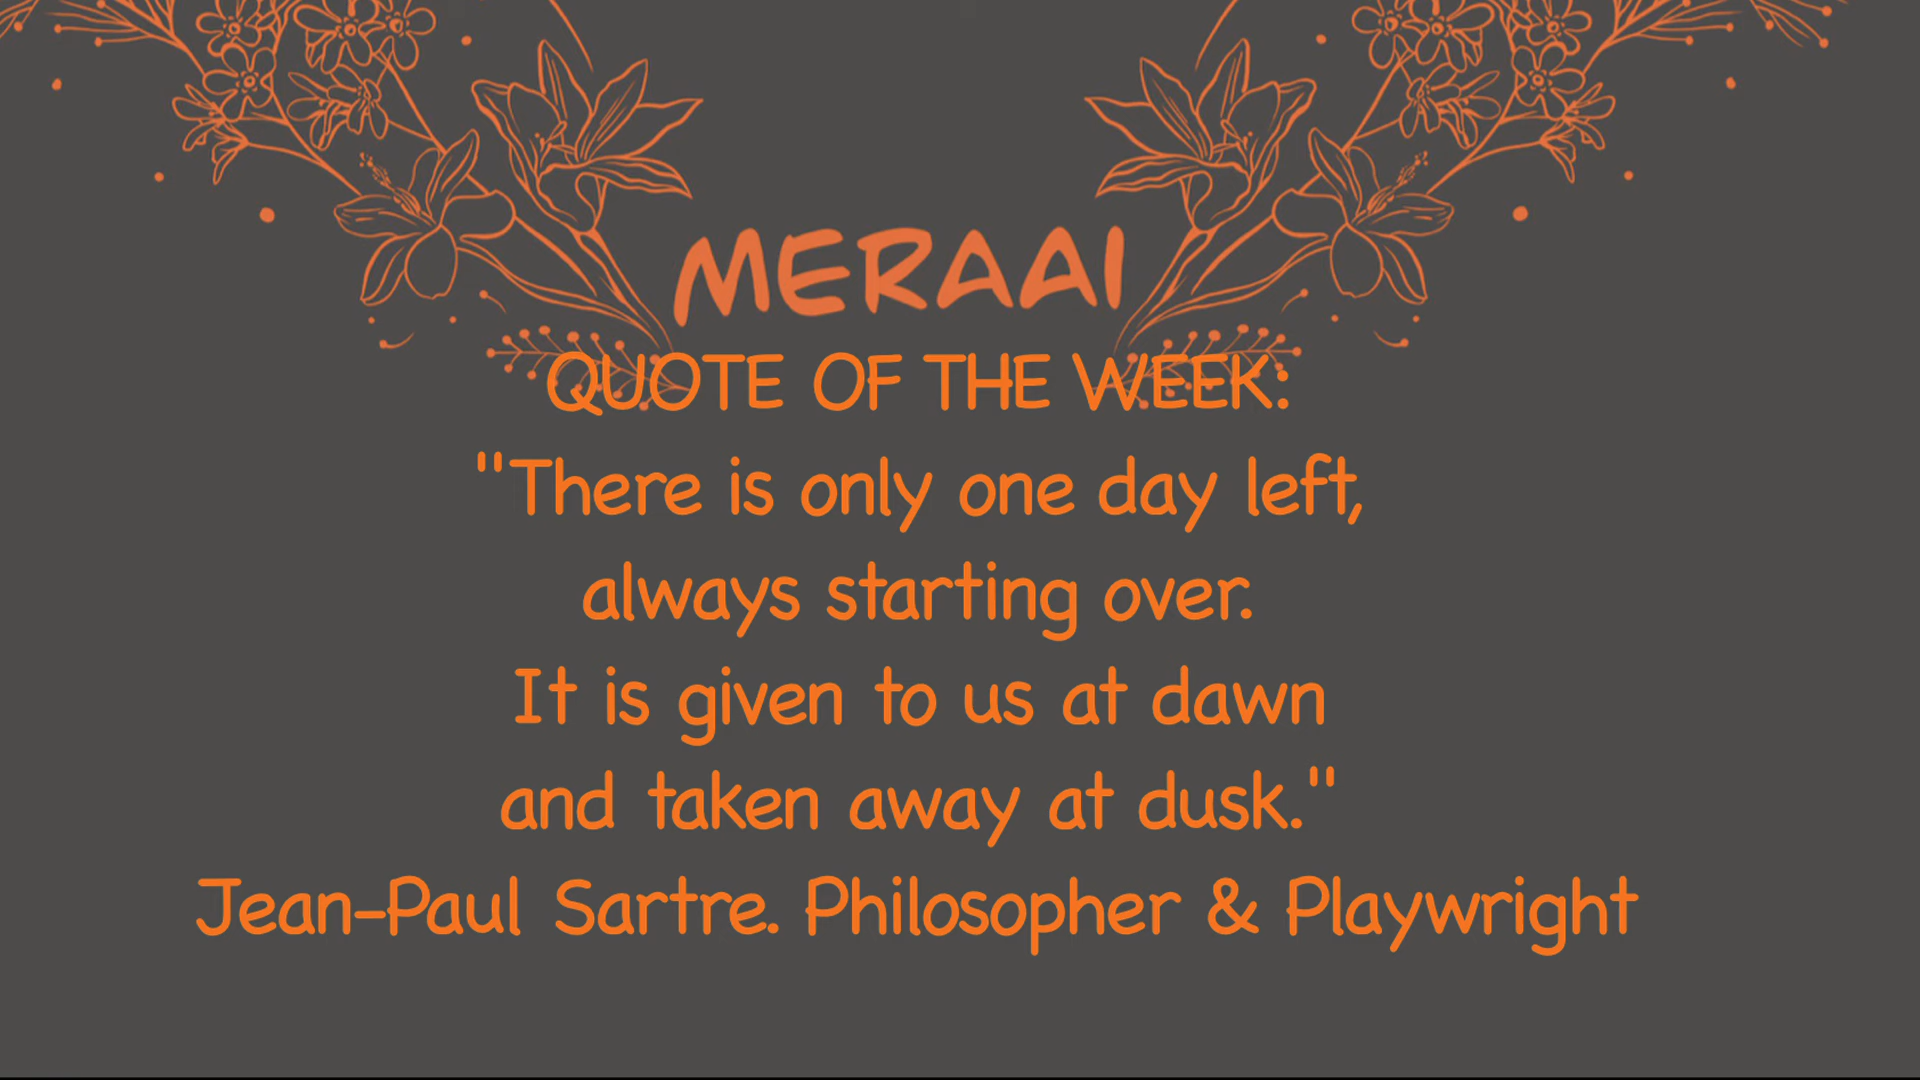 MERAAI
QUOTE OF THE WEEK:
"There is only one day left,
always starting over.
It is given to us at dawn
and taken away at dusk."
Jean-Paul Sartre. Philosopher & Playwright